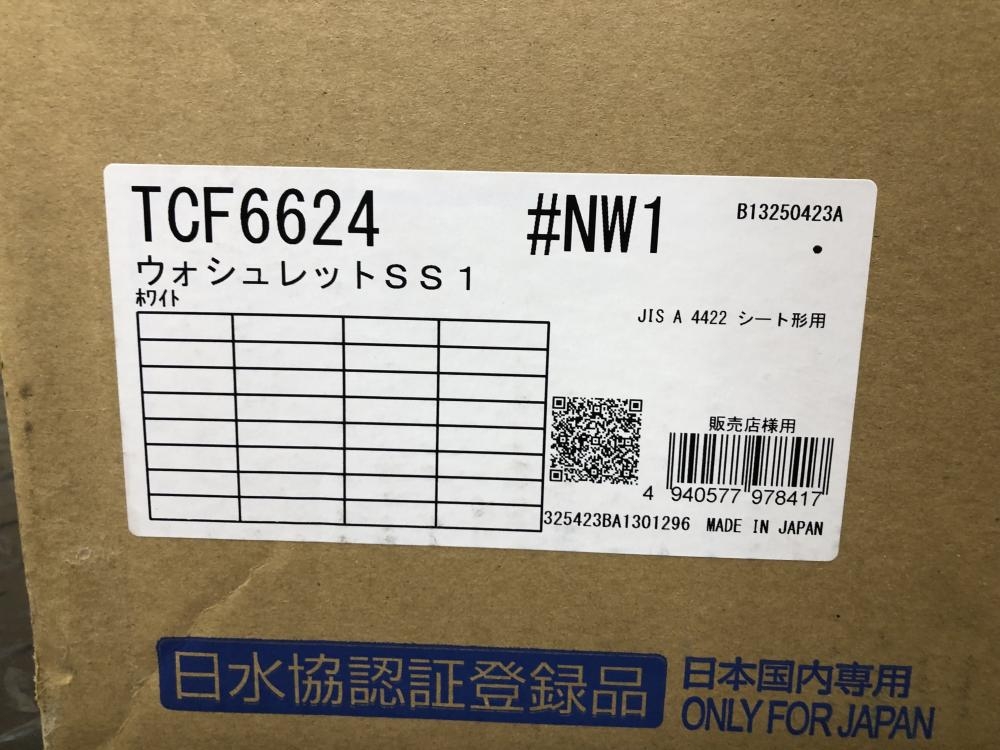 TCF6624 #NW1 B13250423A
ウォシュレットSS1
ﾎﾜｲﾄ
JIS A 4422 シート形用
販売店様用
4 940577 978417
325423BA1301296 MADE IN JAPAN
日水協認証登録品
日本国内専用
ONLY FOR JAPAN